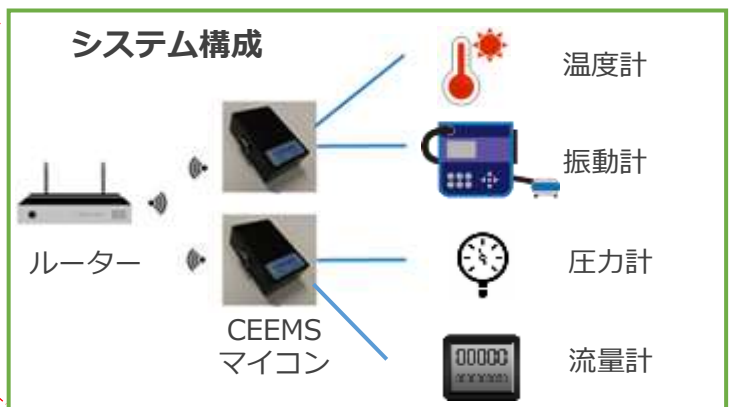 システム構成
温度計
振動計
ルーター
圧力計
CEEMS
マイコン
00000
流量計